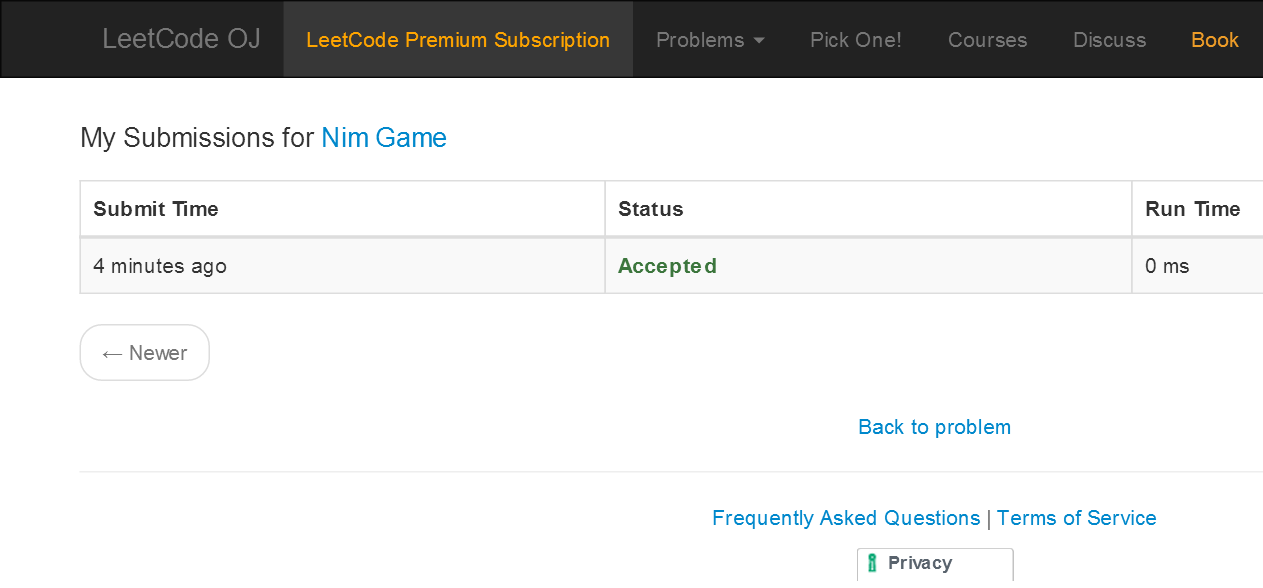 LeetCode OJ LeetCode Premium Subscription Problems Pick One! Courses Discuss Book
My Submissions for Nim Game
Submit Time Status Run Time
4 minutes ago Accepted 0 ms
← Newer
Back to problem
Frequently Asked Questions | Terms of Service
Privacy